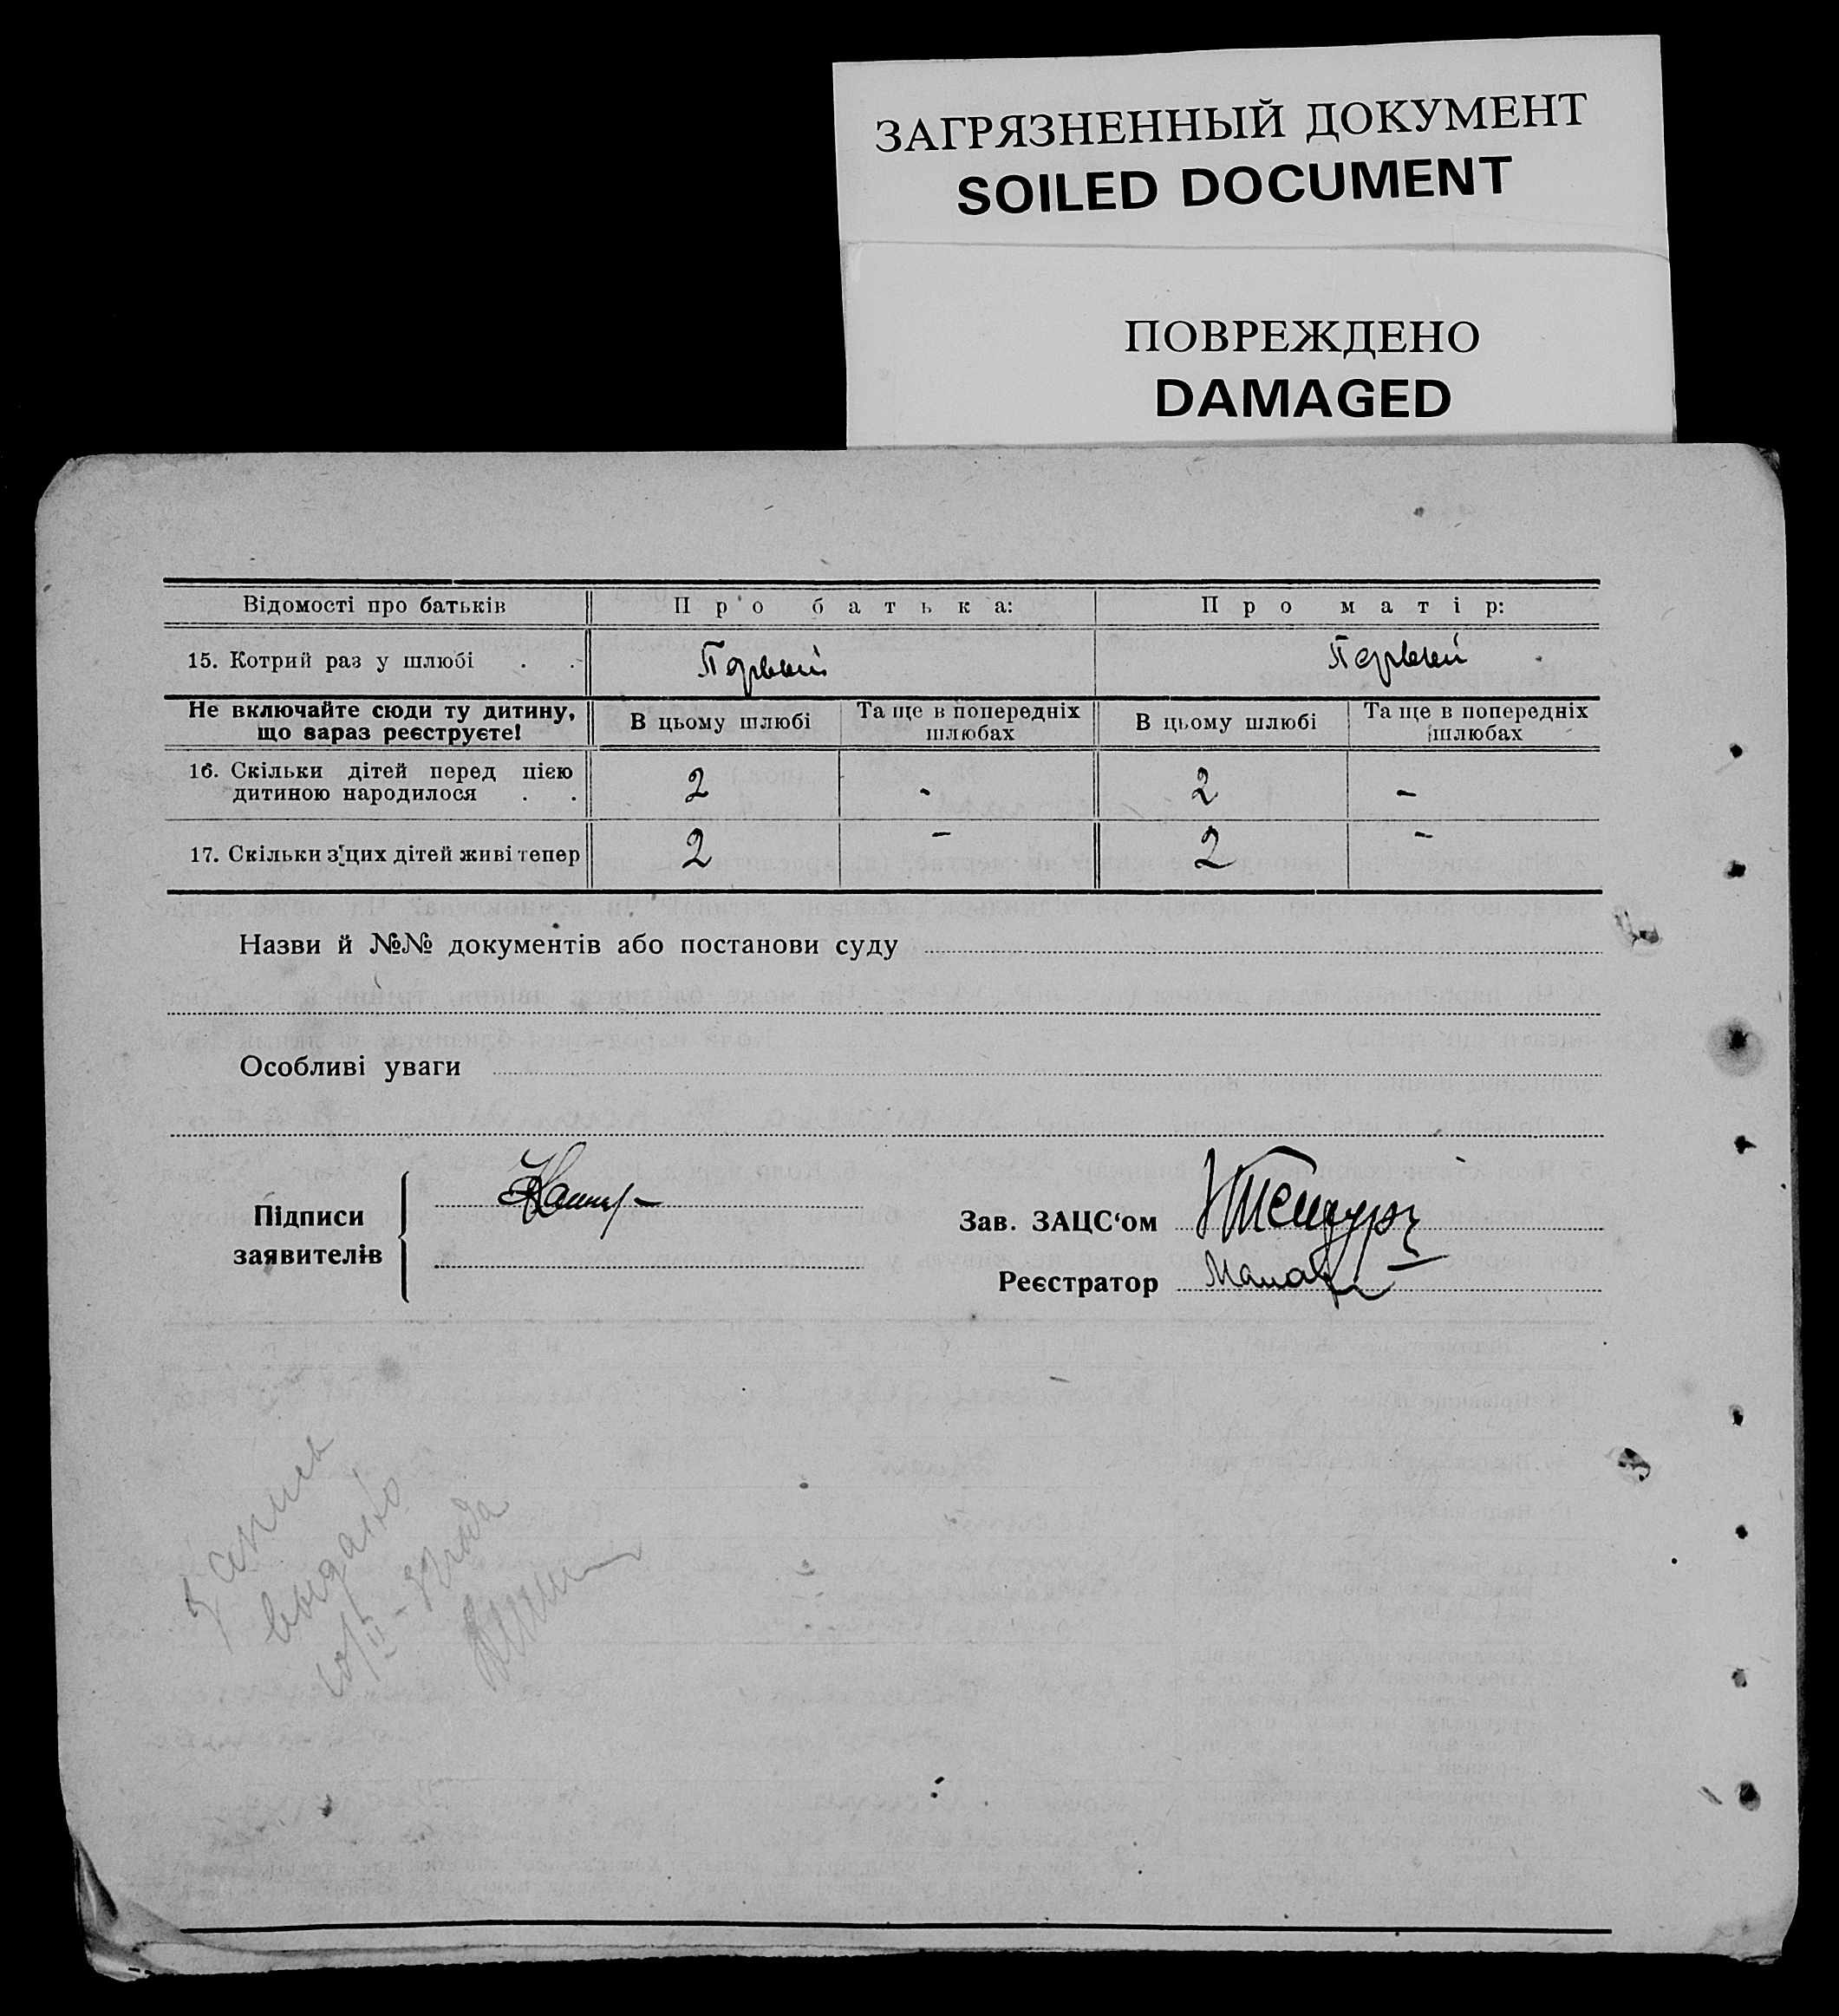 ЗАГРЯЗНЕННЫЙ ДОКУМЕНТ
SOILED DOCUMENT
ПОВРЕЖДЕНО
DAMAGED
Відомості про батьків Про батька: Про матір:
15. Котрий раз у шлюбі . . Первый Первый
Не включайте сюди ту дитину, що зараз реєструєте! В цьому шлюбі Та ще в попередніх шлюбах В цьому шлюбі Та ще в попередніх шлюбах
16. Скільки дітей перед цією дитиною народилося . . 2 - 2 -
17. Скільки з цих дітей живі тепер 2 - 2 -
Назви й №№ документів або постанови суду
Особливі уваги
Підписи заявителів
Зав. ЗАЦС'ом
Реєстратор